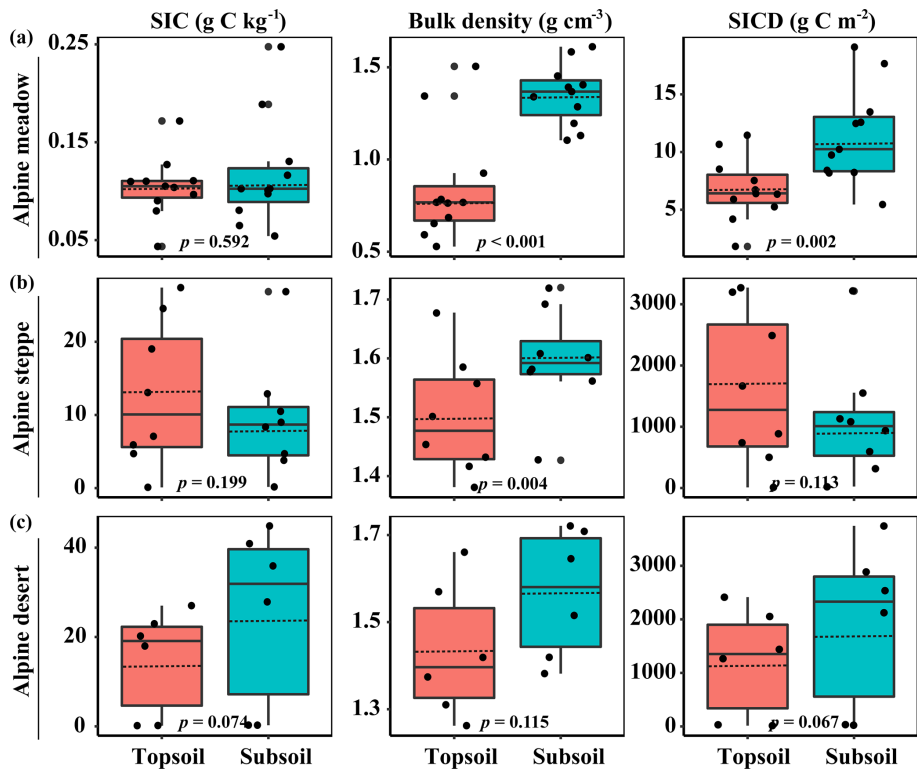 SIC (g C kg⁻¹) Bulk density (g cm⁻³) SICD (g C m⁻²)
(a)
Alpine meadow
0.25
0.15
0.05
p = 0.592
1.5
1.0
0.5
p < 0.001
15
10
5
p = 0.002
(b)
Alpine steppe
20
10
0
p = 0.199
1.7
1.6
1.5
1.4
p = 0.004
3000
2000
1000
0
p = 0.113
(c)
Alpine desert
40
20
0
p = 0.074
1.7
1.5
1.3
p = 0.115
3000
2000
1000
0
p = 0.067
Topsoil Subsoil Topsoil Subsoil Topsoil Subsoil